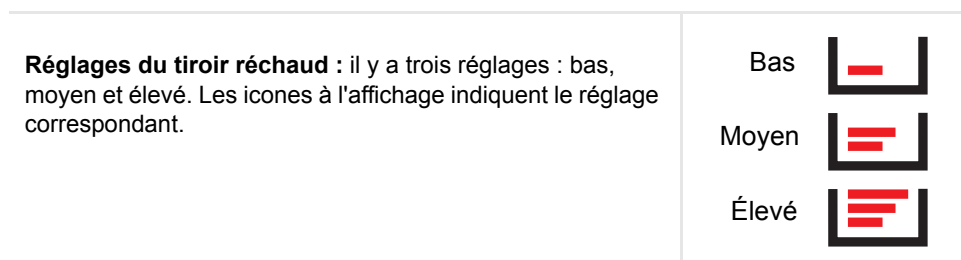 Réglages du tiroir réchaud : il y a trois réglages : bas,
moyen et élevé. Les icones à l'affichage indiquent le réglage
correspondant.
Bas
Moyen
Élevé